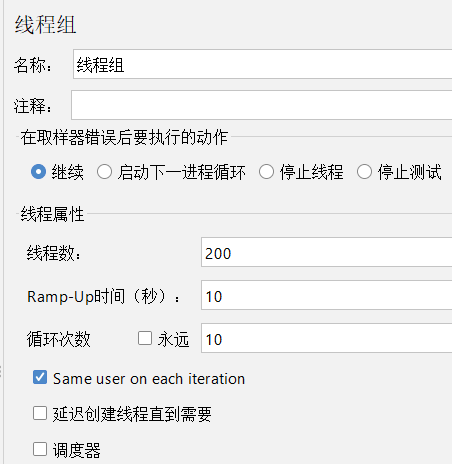 线程组
名称： 线程组
注释：
在取样器错误后要执行的动作
继续 启动下一进程循环 停止线程 停止测试
线程属性
线程数： 200
Ramp-Up时间（秒）： 10
循环次数 永远 10
Same user on each iteration
延迟创建线程直到需要
调度器